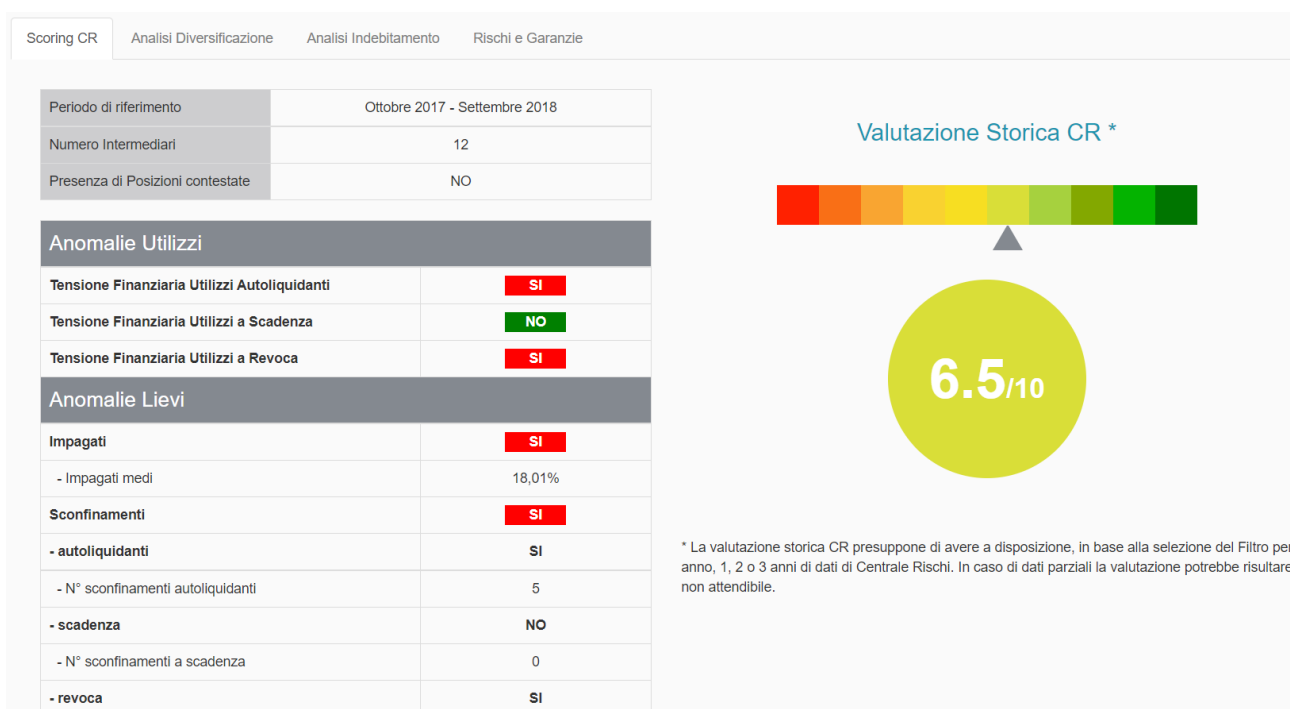 Scoring CR Analisi Diversificazione Analisi Indebitamento Rischi e Garanzie
Periodo di riferimento Ottobre 2017 - Settembre 2018
Numero Intermediari 12
Presenza di Posizioni contestate NO
Anomalie Utilizzi
Tensione Finanziaria Utilizzi Autoliquidanti SI
Tensione Finanziaria Utilizzi a Scadenza NO
Tensione Finanziaria Utilizzi a Revoca SI
Anomalie Lievi
Impagati SI
- Impagati medi 18,01%
Sconfinamenti SI
- autoliquidanti SI
- N° sconfinamenti autoliquidanti 5
- scadenza NO
- N° sconfinamenti a scadenza 0
- revoca SI
Valutazione Storica CR *
6.5/10
* La valutazione storica CR presuppone di avere a disposizione, in base alla selezione del Filtro per
anno, 1, 2 o 3 anni di dati di Centrale Rischi. In caso di dati parziali la valutazione potrebbe risultare
non attendibile.